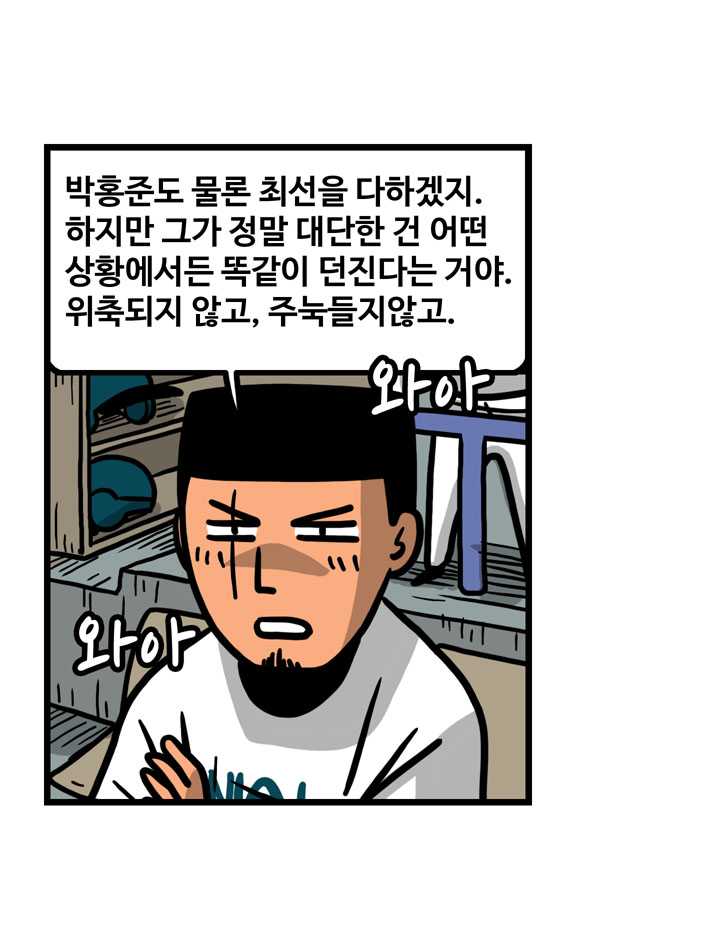 박홍준도 물론 최선을 다하겠지.
하지만 그가 정말 대단한 건 어떤
상황에서든 똑같이 던진다는 거야.
위축되지 않고, 주눅들지않고.
와아
와아